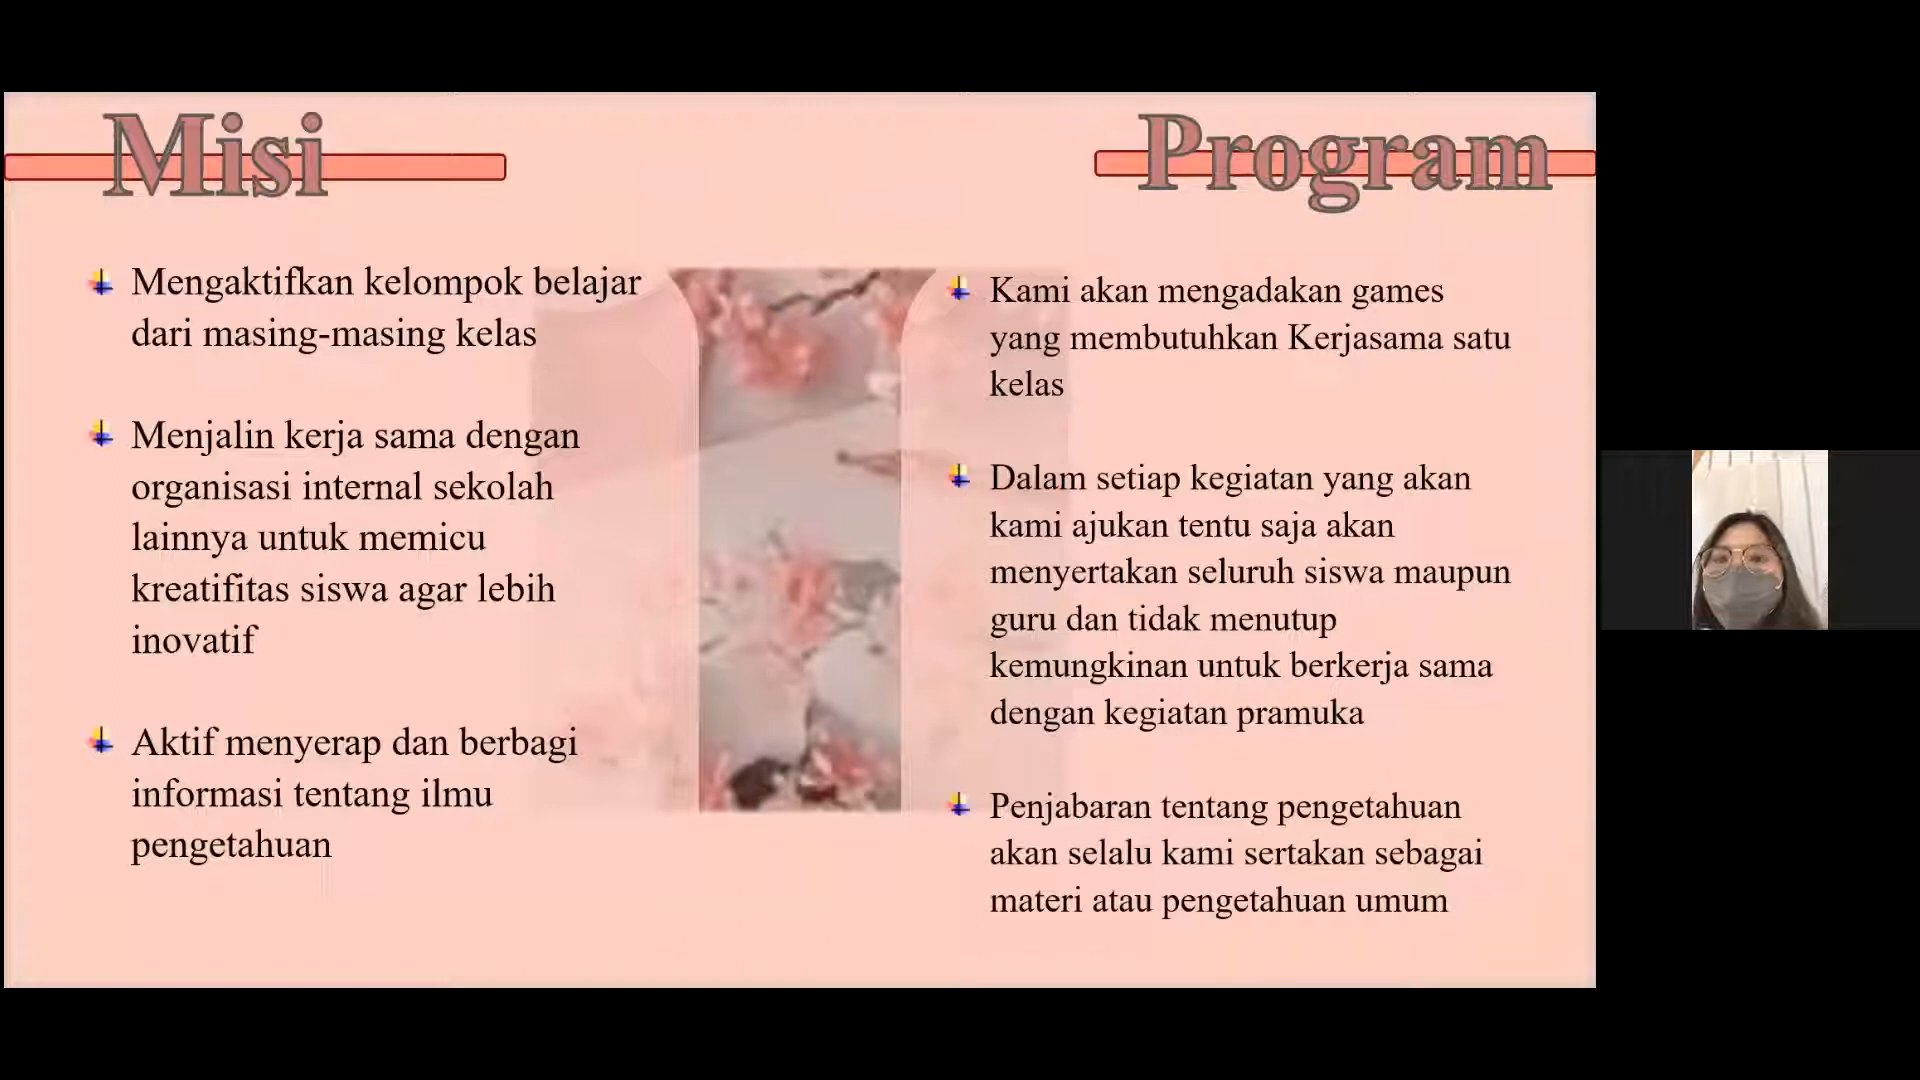 Misi
Mengaktifkan kelompok belajar
dari masing-masing kelas
Menjalin kerja sama dengan
organisasi internal sekolah
lainnya untuk memicu
kreatifitas siswa agar lebih
inovatif
Aktif menyerap dan berbagi
informasi tentang ilmu
pengetahuan
Program
Kami akan mengadakan games
yang membutuhkan Kerjasama satu
kelas
Dalam setiap kegiatan yang akan
kami ajukan tentu saja akan
menyertakan seluruh siswa maupun
guru dan tidak menutup
kemungkinan untuk berkerja sama
dengan kegiatan pramuka
Penjabaran tentang pengetahuan
akan selalu kami sertakan sebagai
materi atau pengetahuan umum